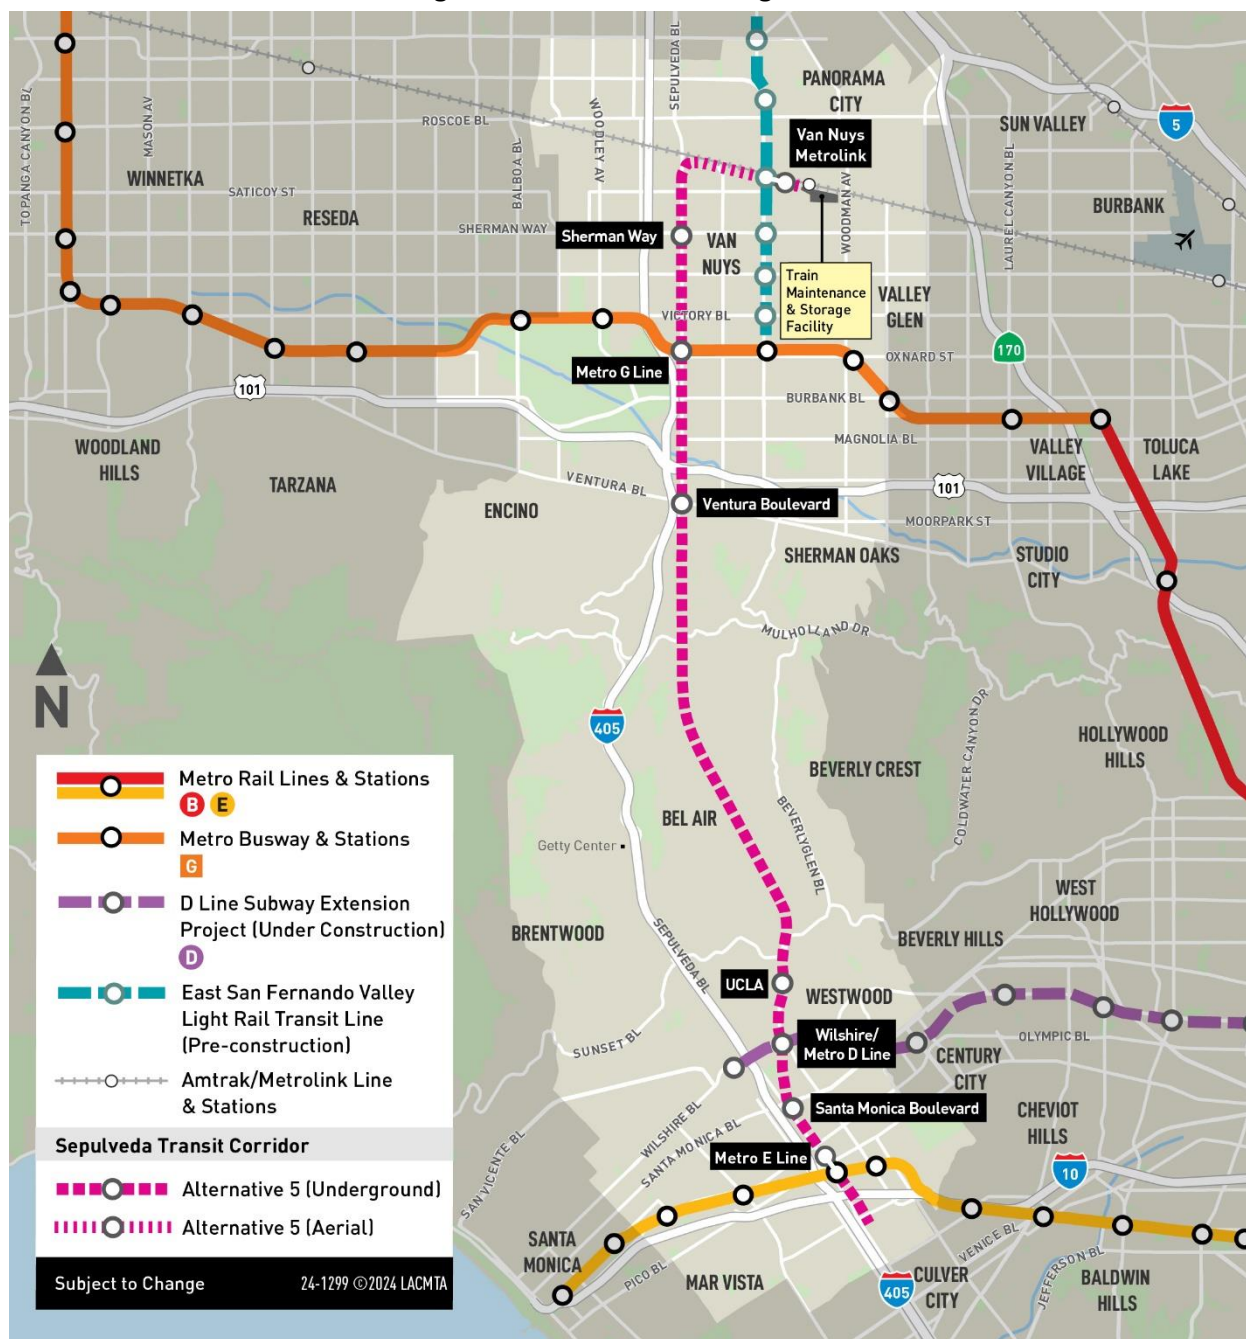 SEPULVEDA BL
PANORAMA
CITY
5
SUN VALLEY
TOPANGA CANYON BL
MASON AV
ROSCOE BL
BALBOA BL
WOODLEY AV
Van Nuys
Metrolink
WOODMAN AV
LAUREL CANYON BL
WINNETKA
SATICOY ST
RESEDA
SHERMAN WAY
Sherman Way
VAN
NUYS
BURBANK
Train
Maintenance
& Storage
Facility
VALLEY
GLEN
VICTORY BL
170
Metro G Line
OXNARD ST
101
BURBANK BL
MAGNOLIA BL
WOODLAND
HILLS
TARZANA
VENTURA BL
ENCINO
Ventura Boulevard
101
VALLEY
VILLAGE
TOLUCA
LAKE
MOORPARK ST
SHERMAN OAKS
STUDIO
CITY
MULHOLLAND DR
N
405
COLDWATER CANYON DR
HOLLYWOOD
HILLS
BEVERLY CREST
BEL AIR
BEVERLYGLEN BL
Getty Center
WEST
HOLLYWOOD
BRENTWOOD
SEPULVEDA BL
BEVERLY HILLS
UCLA
WESTWOOD
SUNSET BL
Wilshire/
Metro D Line
OLYMPIC BL
CENTURY
CITY
WILSHIRE BL
Santa Monica Boulevard
SANTA MONICA BL
CHEVIOT
HILLS
SAN VICENTE BL
Metro E Line
10
SANTA
MONICA
PICO BL
MAR VISTA
VENICE BL
405
CULVER
CITY
JEFFERSON BL
BALDWIN
HILLS
Metro Rail Lines & Stations
B E
Metro Busway & Stations
G
D Line Subway Extension
Project (Under Construction)
D
East San Fernando Valley
Light Rail Transit Line
(Pre-construction)
Amtrak/Metrolink Line
& Stations
Sepulveda Transit Corridor
Alternative 5 (Underground)
Alternative 5 (Aerial)
Subject to Change 24-1299 ©2024 LACMTA